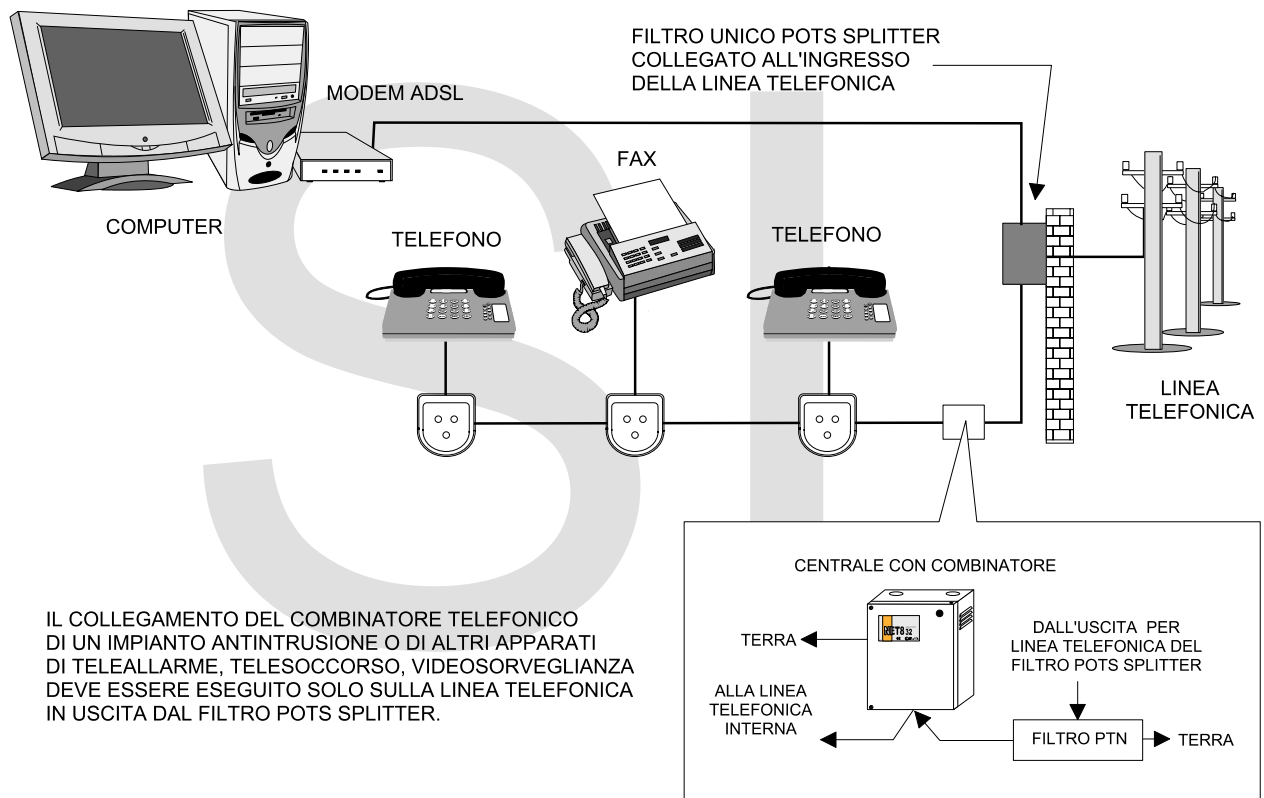 FILTRO UNICO POTS SPLITTER
COLLEGATO ALL'INGRESSO
DELLA LINEA TELEFONICA
MODEM ADSL
FAX
COMPUTER
TELEFONO
TELEFONO
LINEA
TELEFONICA
SI
CENTRALE CON COMBINATORE
TERRA
DALL'USCITA PER
LINEA TELEFONICA DEL
FILTRO POTS SPLITTER
ALLA LINEA
TELEFONICA
INTERNA
FILTRO PTN
TERRA
IL COLLEGAMENTO DEL COMBINATORE TELEFONICO
DI UN IMPIANTO ANTINTRUSIONE O DI ALTRI APPARATI
DI TELEALLARME, TELESOCCORSO, VIDEOSORVEGLIANZA
DEVE ESSERE ESEGUITO SOLO SULLA LINEA TELEFONICA
IN USCITA DAL FILTRO POTS SPLITTER.